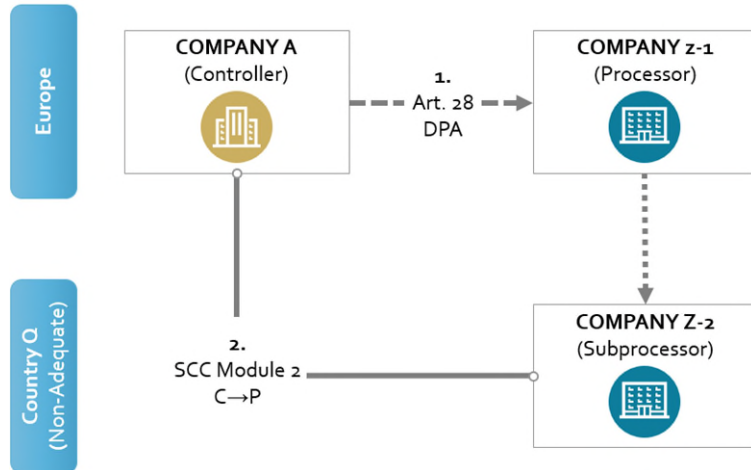 Europe
COMPANY A
(Controller)
1.
Art. 28
DPA
COMPANY z-1
(Processor)
Country Q
(Non-Adequate)
2.
SCC Module 2
C→P
COMPANY Z-2
(Subprocessor)